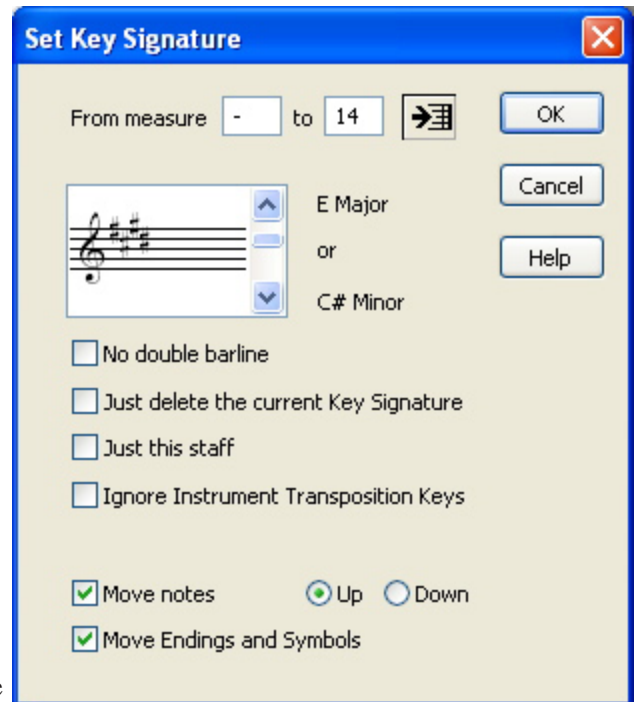 Set Key Signature
From measure - to 14
OK
Cancel
E Major
or
Help
C# Minor
No double barline
Just delete the current Key Signature
Just this staff
Ignore Instrument Transposition Keys
Move notes Up Down
Move Endings and Symbols